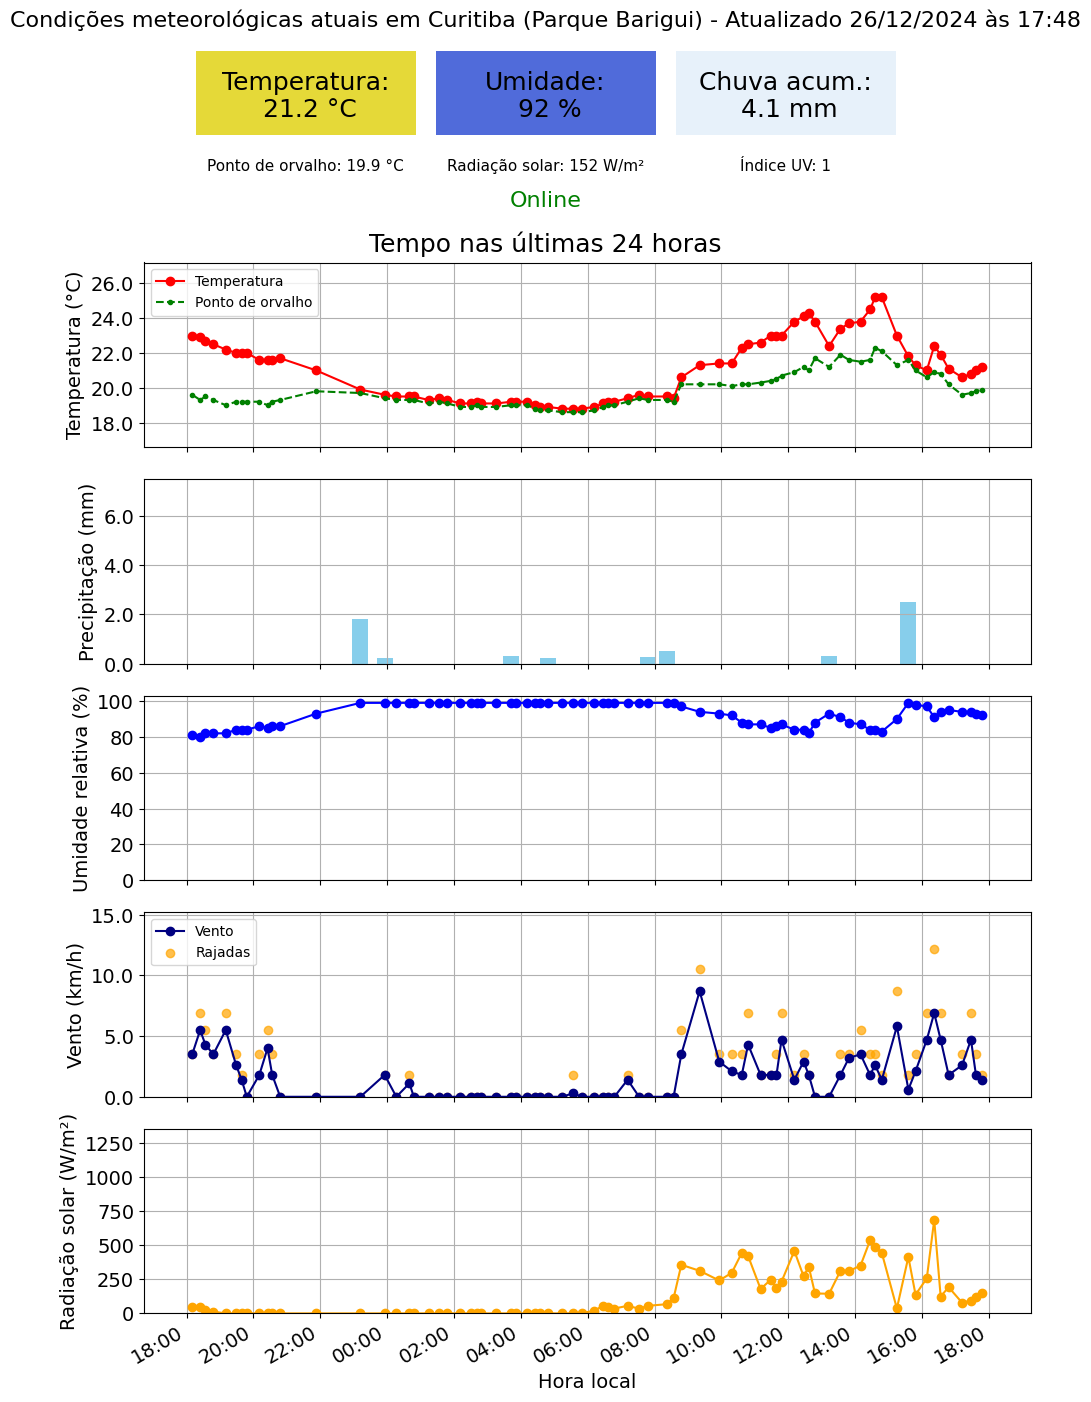 Condições meteorológicas atuais em Curitiba (Parque Barigui) - Atualizado 26/12/2024 às 17:48
Temperatura:
21.2 °C
Umidade:
92 %
Chuva acum.:
4.1 mm
Ponto de orvalho: 19.9 °C
Radiação solar: 152 W/m²
Índice UV: 1
Online
Tempo nas últimas 24 horas
Temperatura (°C)
26.0
24.0
22.0
20.0
18.0
Temperatura
Ponto de orvalho
Precipitação (mm)
6.0
4.0
2.0
0.0
Umidade relativa (%)
100
80
60
40
20
0
Vento (km/h)
15.0
10.0
5.0
0.0
Vento
Rajadas
Radiação solar (W/m²)
1250
1000
750
500
250
0
18:00
20:00
22:00
00:00
02:00
04:00
06:00
08:00
10:00
12:00
14:00
16:00
18:00
Hora local